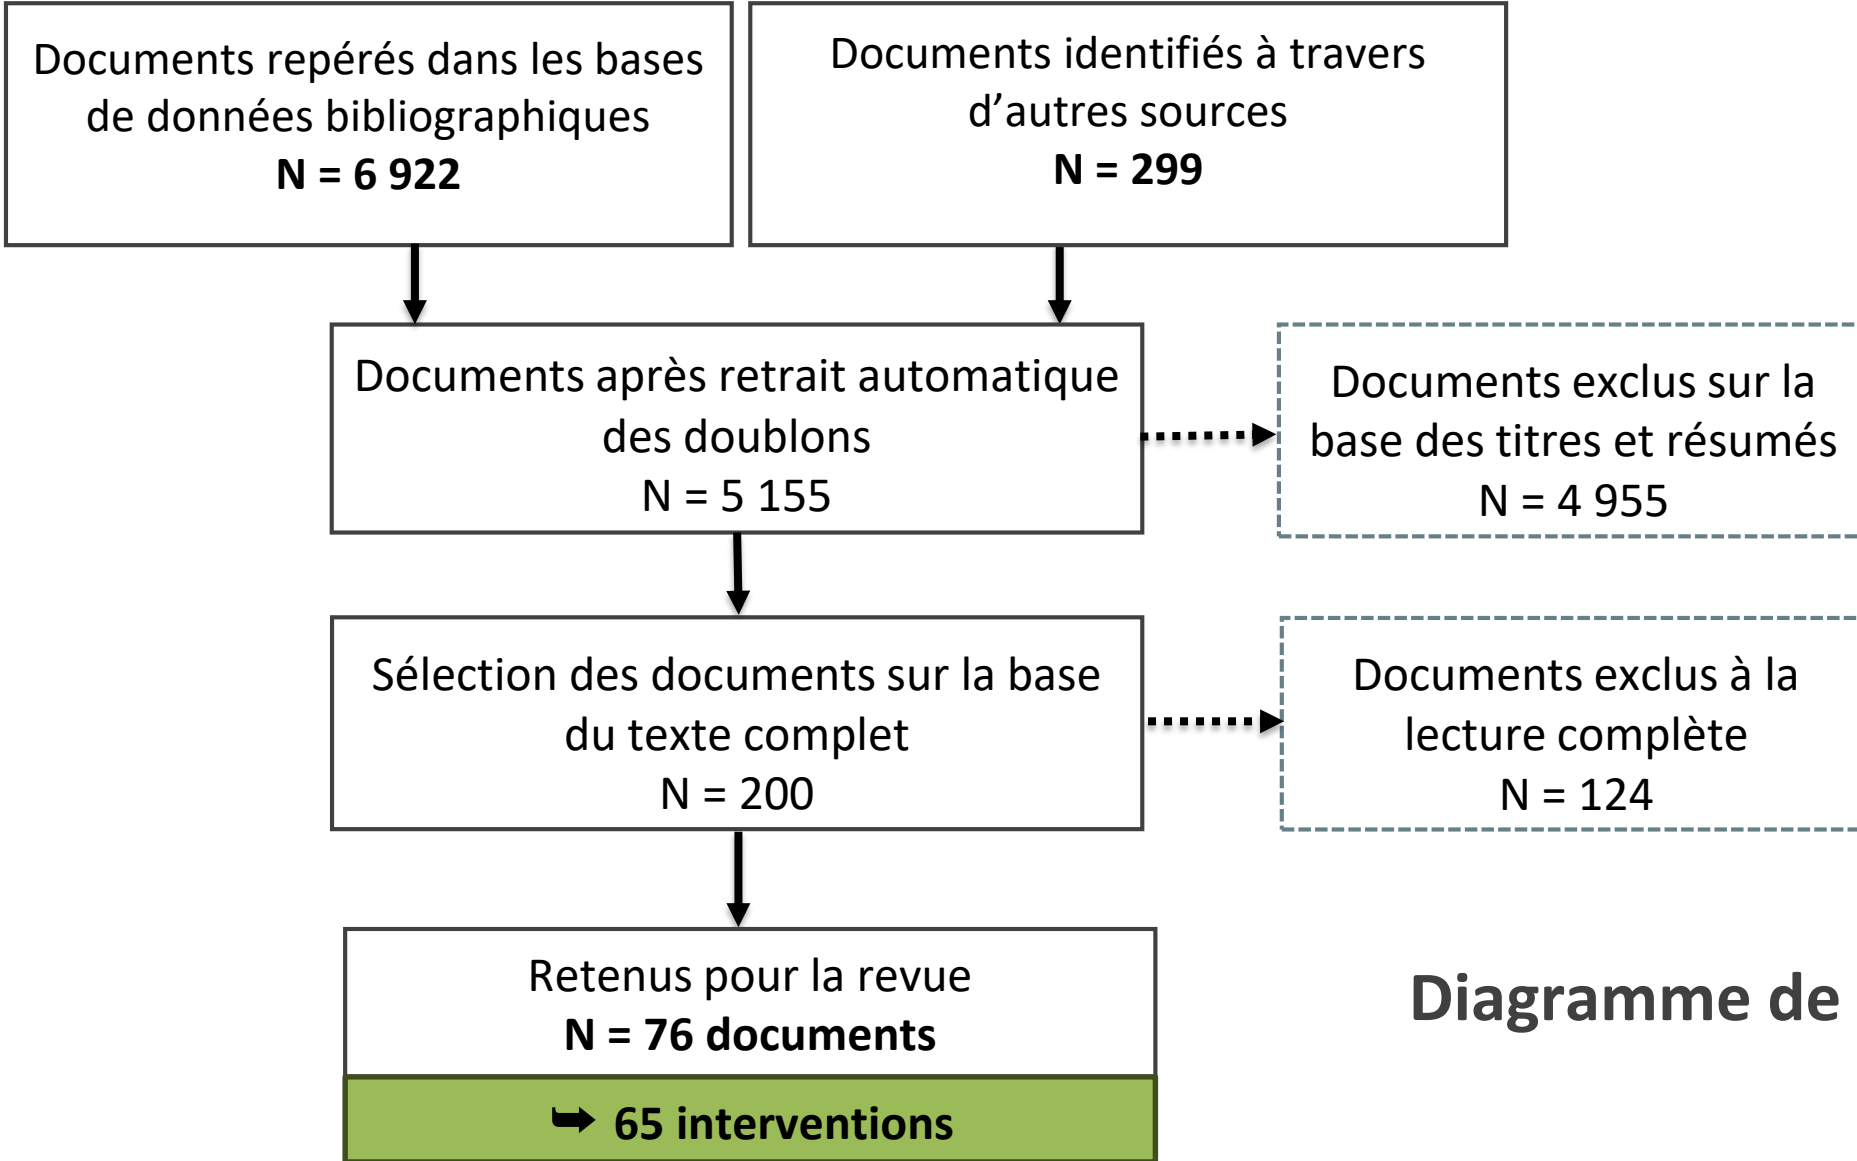 Documents repérés dans les bases
de données bibliographiques
N = 6 922
Documents identifiés à travers
d’autres sources
N = 299
Documents après retrait automatique
des doublons
N = 5 155
Documents exclus sur la
base des titres et résumés
N = 4 955
Sélection des documents sur la base
du texte complet
N = 200
Documents exclus à la
lecture complète
N = 124
Retenus pour la revue
N = 76 documents
➥ 65 interventions
Diagramme de